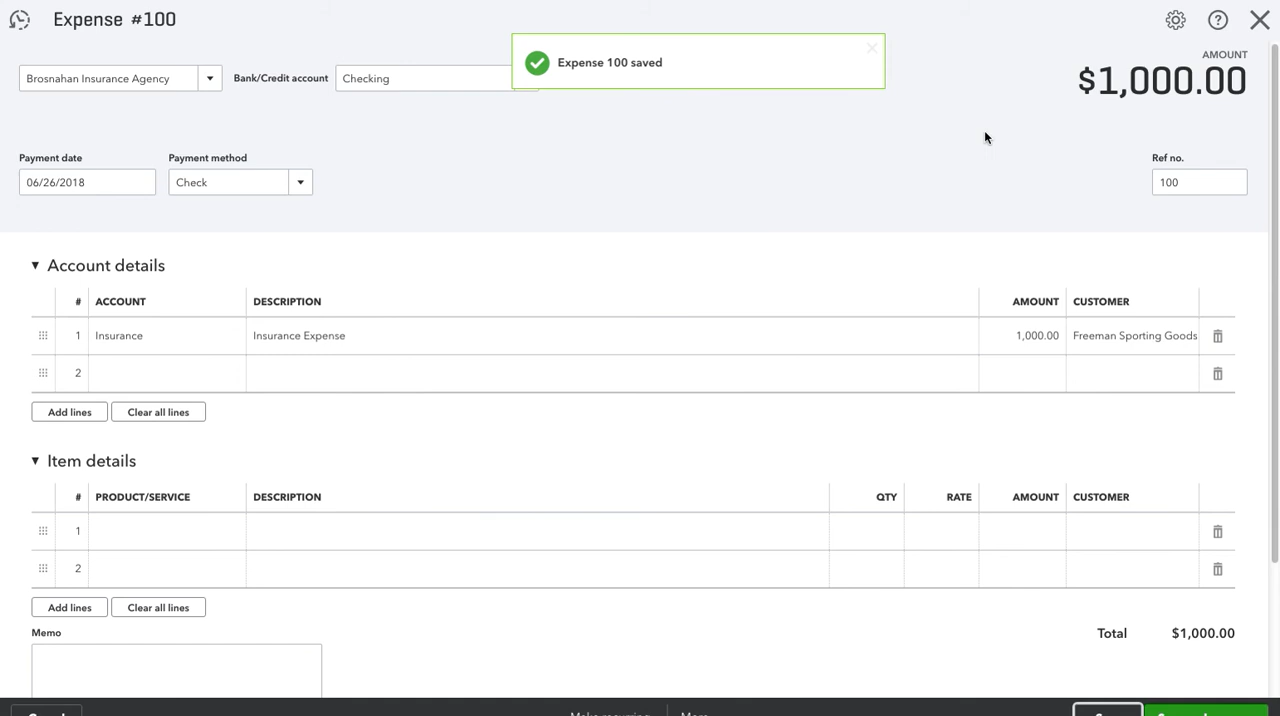 Expense #100
Expense 100 saved
AMOUNT
$1,000.00
Brosnahan Insurance Agency
Bank/Credit account
Checking
Payment date
Payment method
Ref no.
06/26/2018
Check
100
Account details
# ACCOUNT DESCRIPTION AMOUNT CUSTOMER
1 Insurance Insurance Expense 1,000.00 Freeman Sporting Goods
2
Add lines Clear all lines
Item details
# PRODUCT/SERVICE DESCRIPTION QTY RATE AMOUNT CUSTOMER
1
2
Add lines Clear all lines
Memo
Total $1,000.00